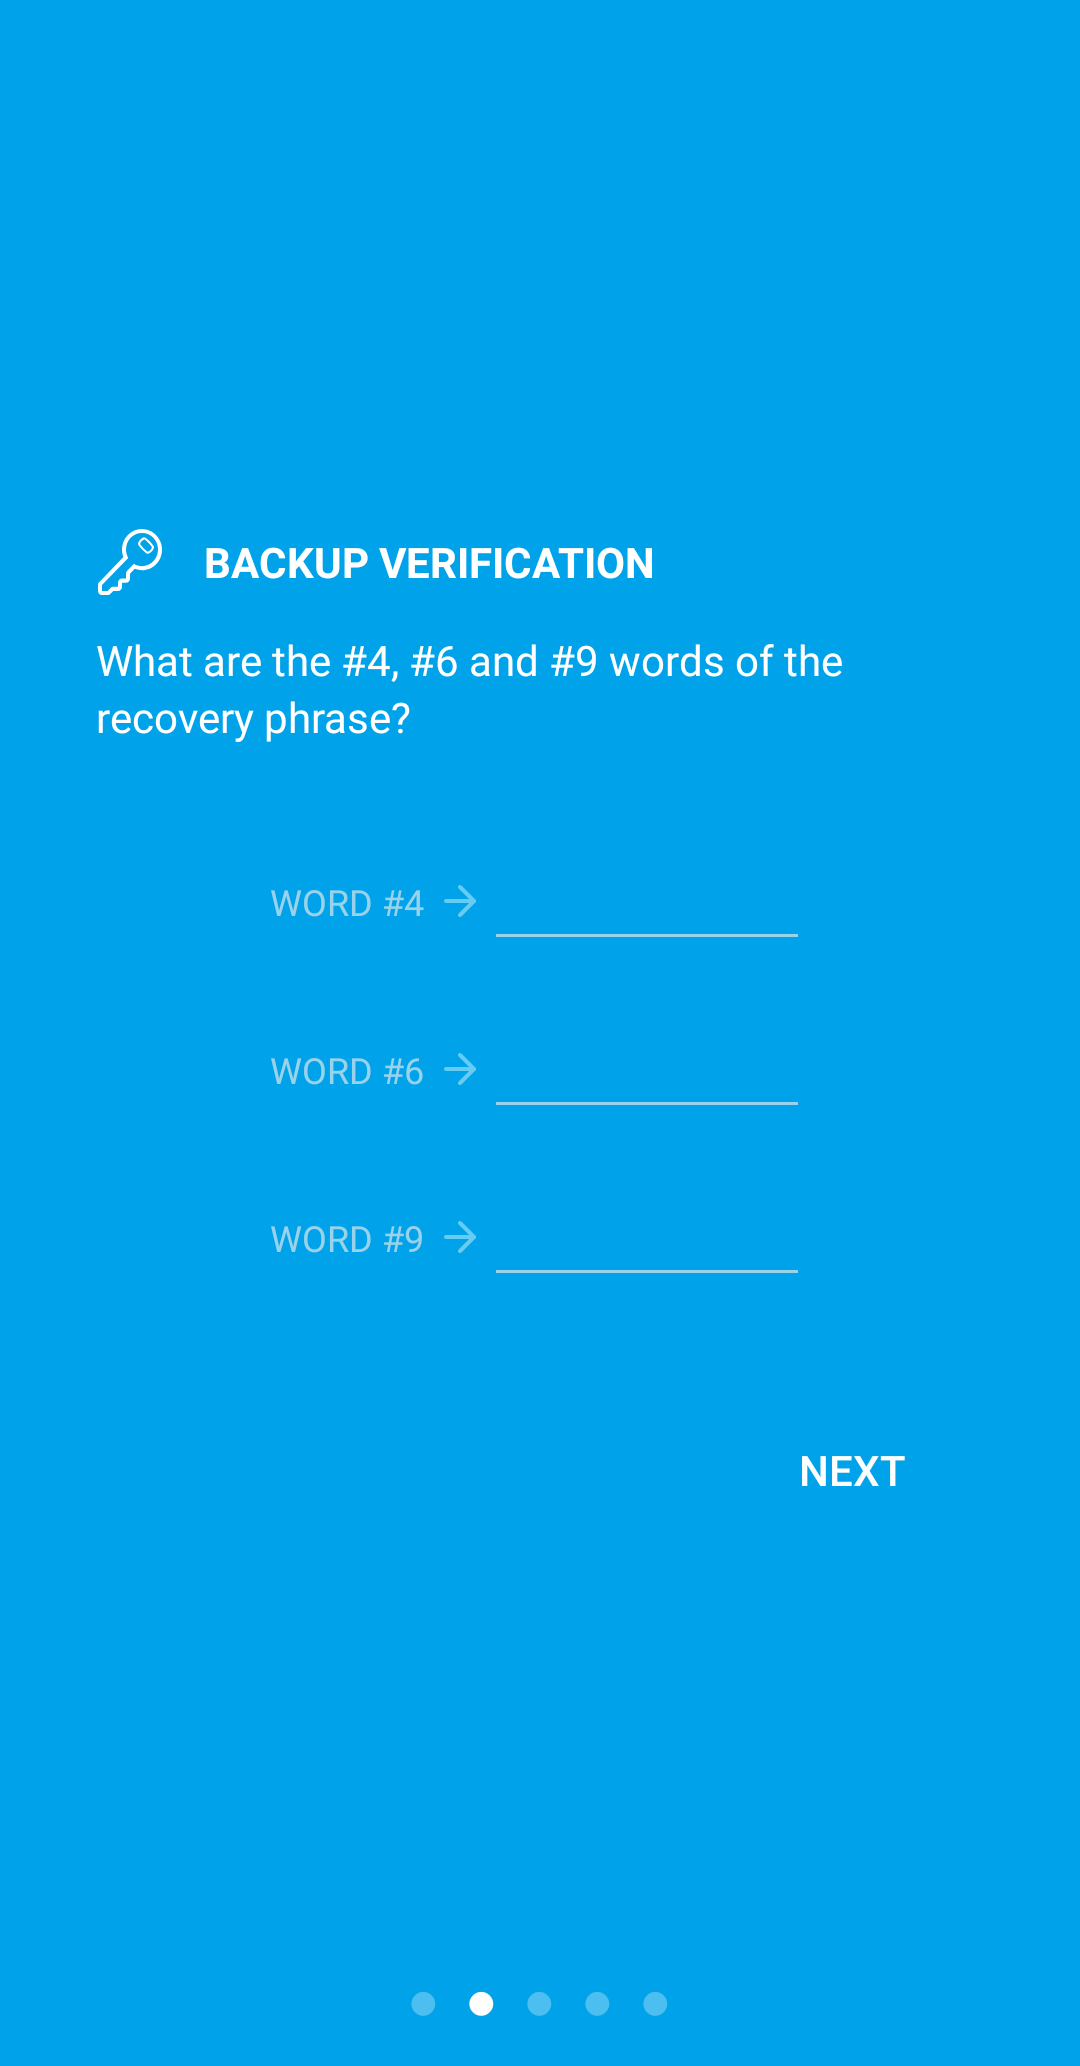 BACKUP VERIFICATION
What are the #4, #6 and #9 words of the
recovery phrase?
WORD #4
WORD #6
WORD #9
NEXT